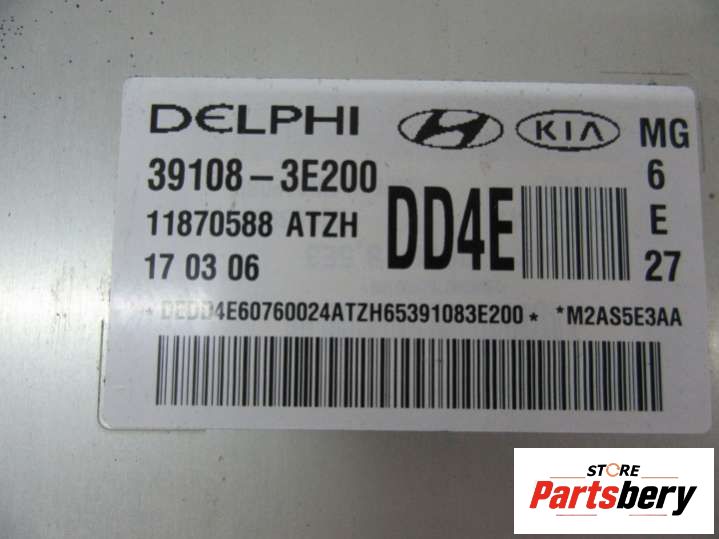 DELPHI KIA MG
39108-3E200 DD4E 6
11870588 ATZH E
17 03 06 27
*DEDD4E60760024ATZH65391083E200* *M2AS5E3AA
STORE
Partsbery